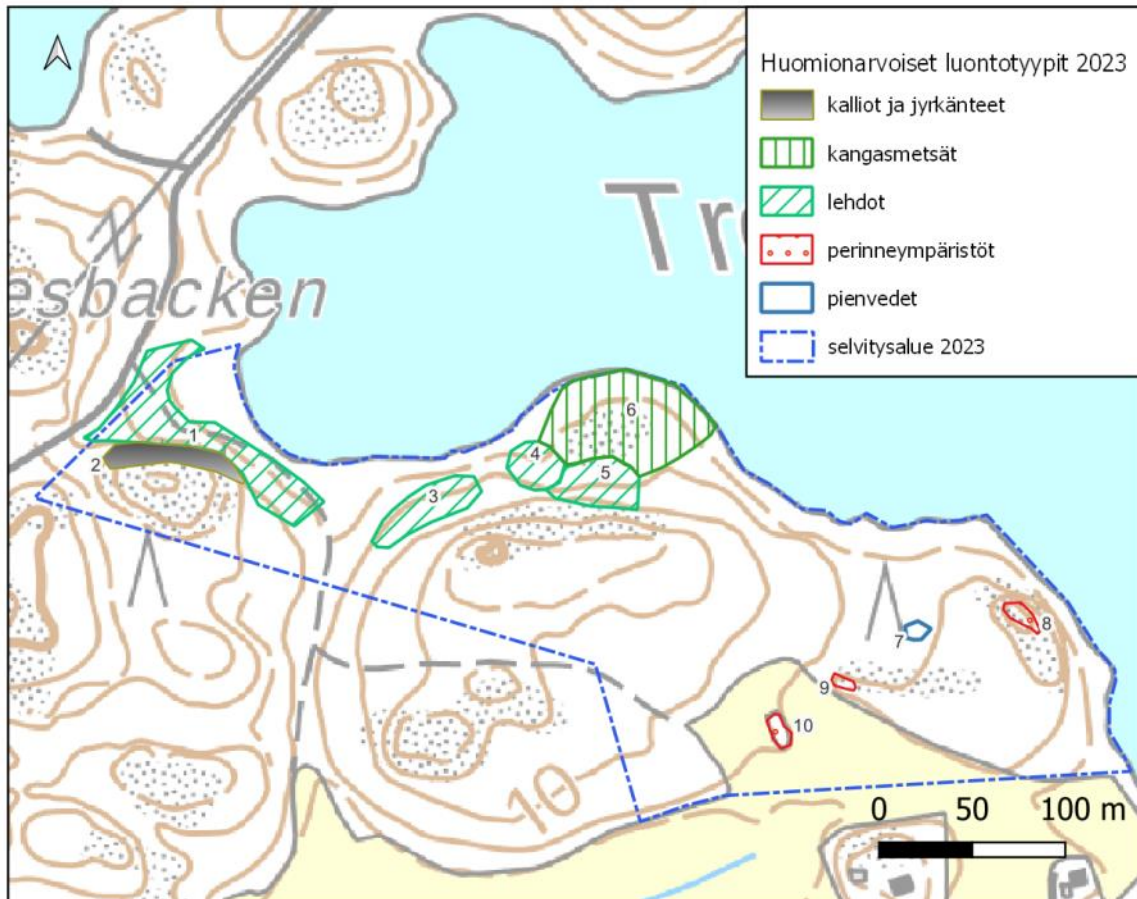 Huomionarvoiset luontotyypit 2023
kalliot ja jyrkänteet
kangasmetsät
lehdot
perinneympäristöt
pienvedet
selvitysalue 2023
Tr
esbacken
1
2
3
4
5
6
7
8
9
10
10
0 50 100 m